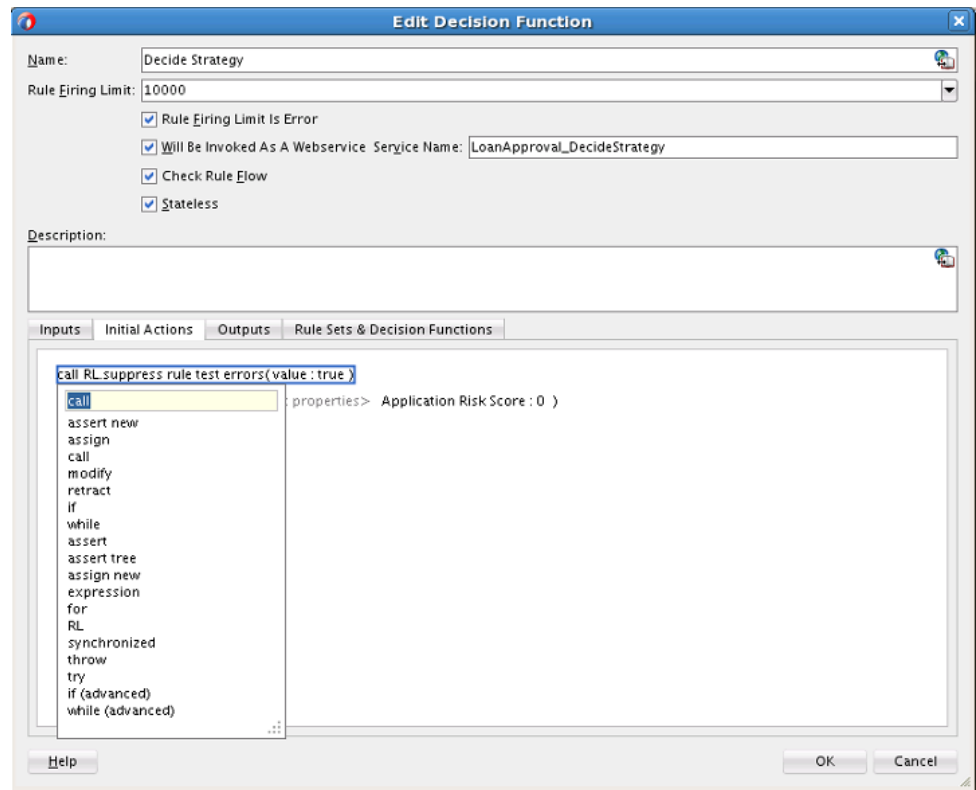 Edit Decision Function
Name: Decide Strategy
Rule Firing Limit: 10000
Rule Firing Limit Is Error
Will Be Invoked As A Webservice Service Name: LoanApproval_DecideStrategy
Check Rule Flow
Stateless
Description:
Inputs Initial Actions Outputs Rule Sets & Decision Functions
call RL.suppress rule test errors( value : true )
call properties> Application Risk Score : 0 )
assert new
assign
call
modify
retract
if
while
assert
assert tree
assign new
expression
for
RL
synchronized
throw
try
if (advanced)
while (advanced)
Help OK Cancel